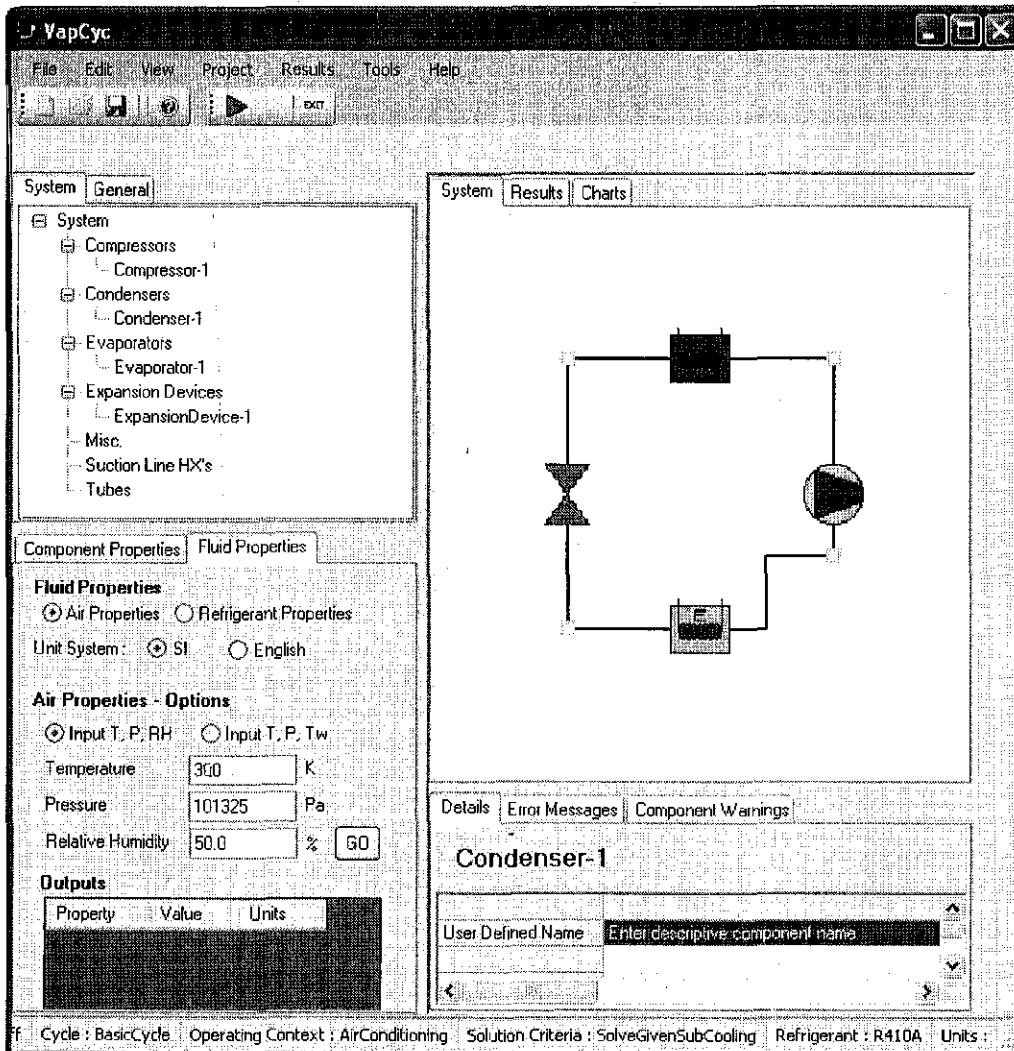 VapCyc
File Edit View Project Results Tools Help
EXIT
System General
System
Compressors
Compressor-1
Condensers
Condenser-1
Evaporators
Evaporator-1
Expansion Devices
ExpansionDevice-1
Misc.
Suction Line HX's
Tubes
Component Properties Fluid Properties
Fluid Properties
Air Properties Refrigerant Properties
Unit System: SI English
Air Properties - Options
Input T, P, RH Input T, P, Tw
Temperature 300 K
Pressure 101325 Pa
Relative Humidity 50.0 % GO
Outputs
Property Value Units
System Results Charts
E
Details Error Messages Component Warnings
Condenser-1
User Defined Name Enter descriptive component name
Cycle : BasicCycle Operating Context : AirConditioning Solution Criteria : SolveGivenSubCooling Refrigerant : R410A Units :